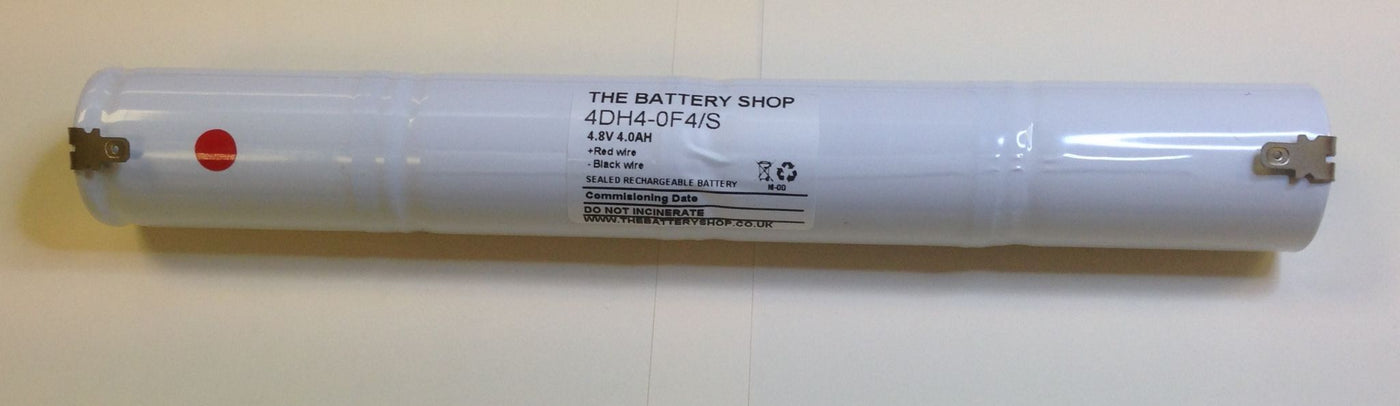 THE BATTERY SHOP
4DH4-0F4/S
4.8V 4.0AH
+Red wire
- Black wire
SEALED RECHARGEABLE BATTERY
Commisioning Date
DO NOT INCINERATE
WWW.THEBATTERYSHOP.CO.UK